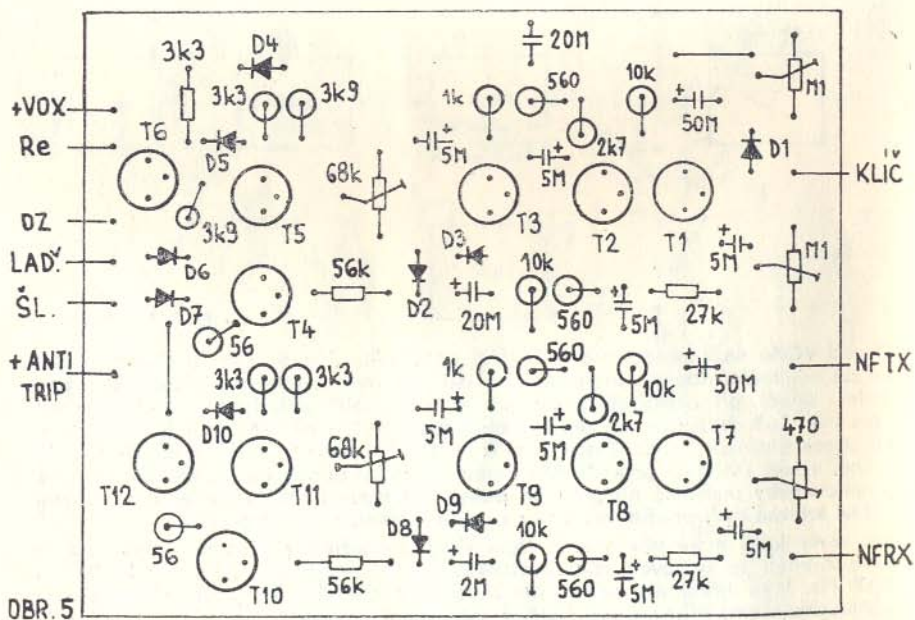 20M
3k3
D4
3k3
3k9
1k
560
10k
50M
M1
+VOX
T6
D5
5M
5M
2k7
D1
Re
68k
KLÍČ
3k9
T5
T3
T2
T1
OZ
D3
5M
M1
LAĎ.
D6
56k
D2
10k
ŠL.
D7
T4
20M
560
5M
27k
56
+ANTI
TRIP
3k3
3k3
1k
560
10k
50M
NFTX
D10
5M
5M
2k7
T7
470
68k
T12
T11
T9
T8
D9
D8
10k
5M
56
NFRX
T10
56k
2M
560
5M
27k
OBR. 5